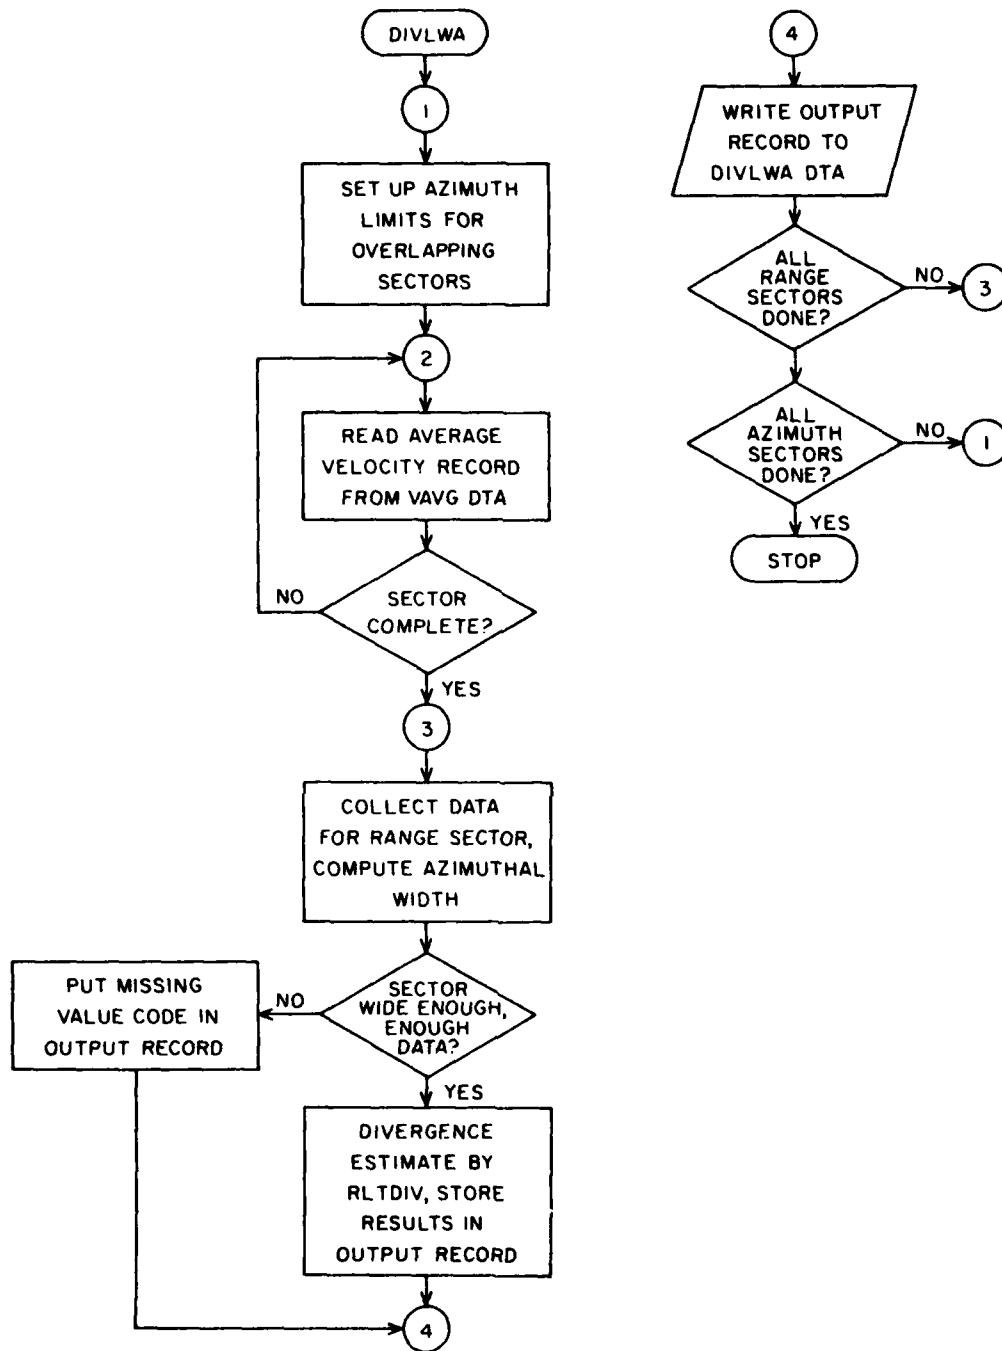 DIVLWA
1
SET UP AZIMUTH
LIMITS FOR
OVERLAPPING
SECTORS
2
READ AVERAGE
VELOCITY RECORD
FROM VAVG DTA
NO
SECTOR
COMPLETE?
YES
3
COLLECT DATA
FOR RANGE SECTOR,
COMPUTE AZIMUTHAL
WIDTH
PUT MISSING
VALUE CODE IN
OUTPUT RECORD
NO
SECTOR
WIDE ENOUGH,
ENOUGH
DATA?
YES
DIVERGENCE
ESTIMATE BY
RLTDIV, STORE
RESULTS IN
OUTPUT RECORD
4
4
WRITE OUTPUT
RECORD TO
DIVLWA DTA
ALL
RANGE
SECTORS
DONE?
NO
3
ALL
AZIMUTH
SECTORS
DONE?
NO
1
YES
STOP